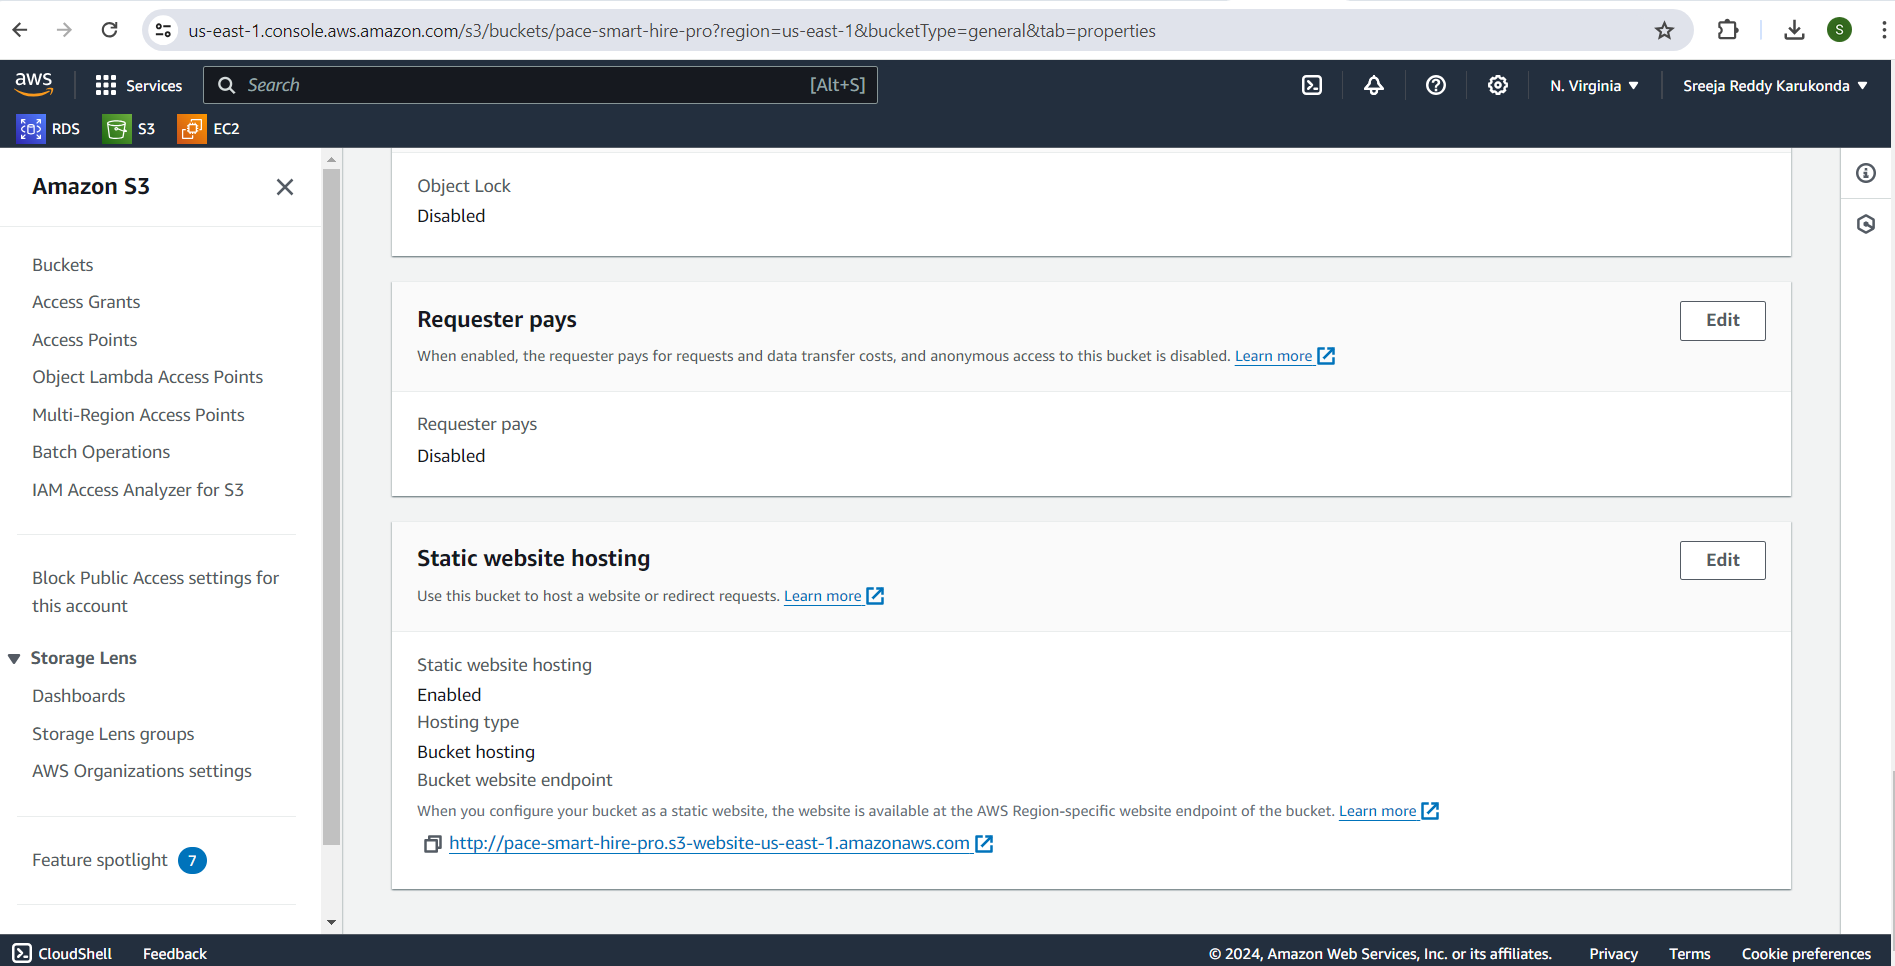 us-east-1.console.aws.amazon.com/s3/buckets/pace-smart-hire-pro?region=us-east-1&bucketType=general&tab=properties
S
aws
Services
Search
[Alt+S]
N. Virginia
Sreeja Reddy Karukonda
RDS
S3
EC2
Amazon S3
Buckets
Access Grants
Access Points
Object Lambda Access Points
Multi-Region Access Points
Batch Operations
IAM Access Analyzer for S3
Block Public Access settings for
this account
Storage Lens
Dashboards
Storage Lens groups
AWS Organizations settings
Feature spotlight 7
Object Lock
Disabled
Requester pays
Edit
When enabled, the requester pays for requests and data transfer costs, and anonymous access to this bucket is disabled. Learn more
Requester pays
Disabled
Static website hosting
Edit
Use this bucket to host a website or redirect requests. Learn more
Static website hosting
Enabled
Hosting type
Bucket hosting
Bucket website endpoint
When you configure your bucket as a static website, the website is available at the AWS Region-specific website endpoint of the bucket. Learn more
http://pace-smart-hire-pro.s3-website-us-east-1.amazonaws.com
CloudShell
Feedback
© 2024, Amazon Web Services, Inc. or its affiliates.
Privacy
Terms
Cookie preferences